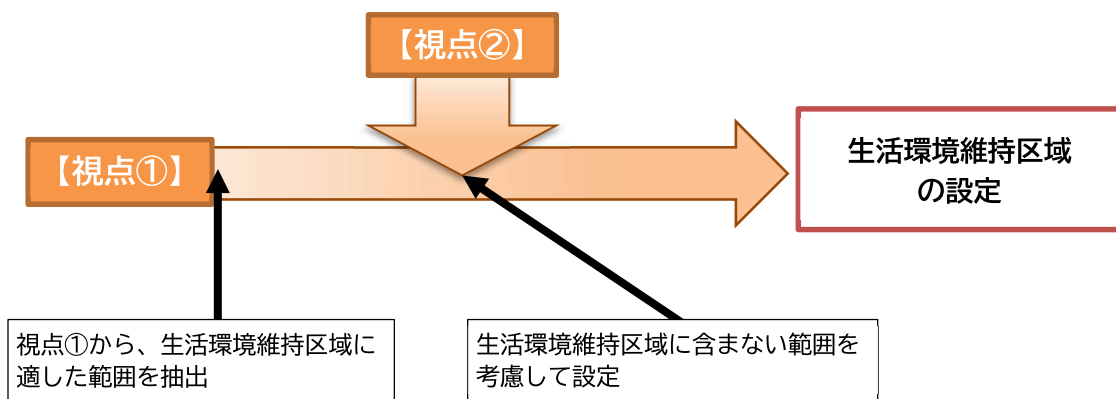 【視点②】
【視点①】
生活環境維持区域
の設定
視点①から、生活環境維持区域に
適した範囲を抽出
生活環境維持区域に含まない範囲を
考慮して設定